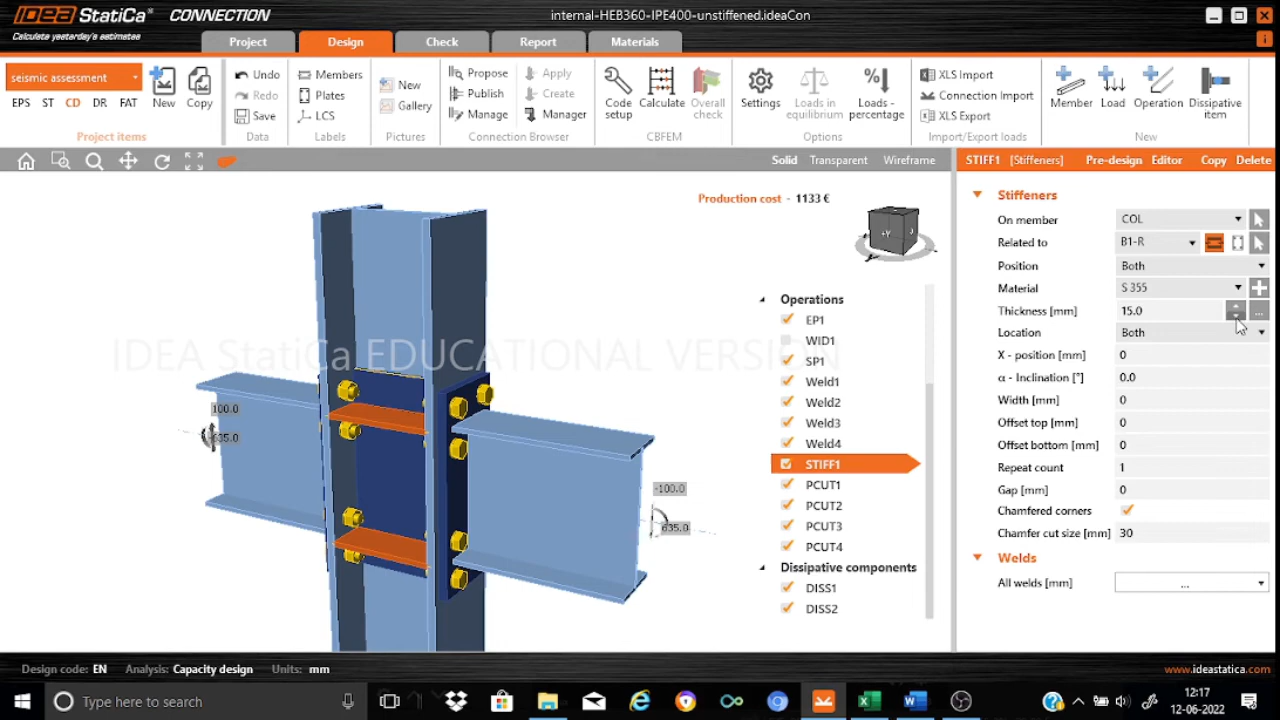 IDEA StatiCa® CONNECTION
Calculate yesterday's estimates
internal-HEB360-IPE400-unstiffened.ideaCon
Project Design Check Report Materials
seismic assessment
EPS ST CD DR FAT
New Copy
Project items
Undo
Redo
Save
Data
Members
Plates
LCS
Labels
New
Gallery
Pictures
Propose Apply
Publish Create
Manage Manager
Connection Browser
Code setup Calculate Overall check
CBFEM
Settings Loads in equilibrium Loads - percentage
Options
XLS Import
Connection Import
XLS Export
Import/Export loads
Member Load Operation Dissipative item
New
Solid Transparent Wireframe
Production cost - 1133 €
+Y
IDEA StatiCa EDUCATIONAL VERSION
100.0
635.0
-100.0
635.0
Operations
EP1
WID1
SP1
Weld1
Weld2
Weld3
Weld4
STIFF1
PCUT1
PCUT2
PCUT3
PCUT4
Dissipative components
DISS1
DISS2
STIFF1 [Stiffeners] Pre-design Editor Copy Delete
Stiffeners
On member COL
Related to B1-R
Position Both
Material S 355
Thickness [mm] 15.0 ...
Location Both
X - position [mm] 0
α - Inclination [°] 0.0
Width [mm] 0
Offset top [mm] 0
Offset bottom [mm] 0
Repeat count 1
Gap [mm] 0
Chamfered corners
Chamfer cut size [mm] 30
Welds
All welds [mm] ...
Design code: EN Analysis: Capacity design Units: mm
www.ideastatica.com
Type here to search
12:17
12-06-2022